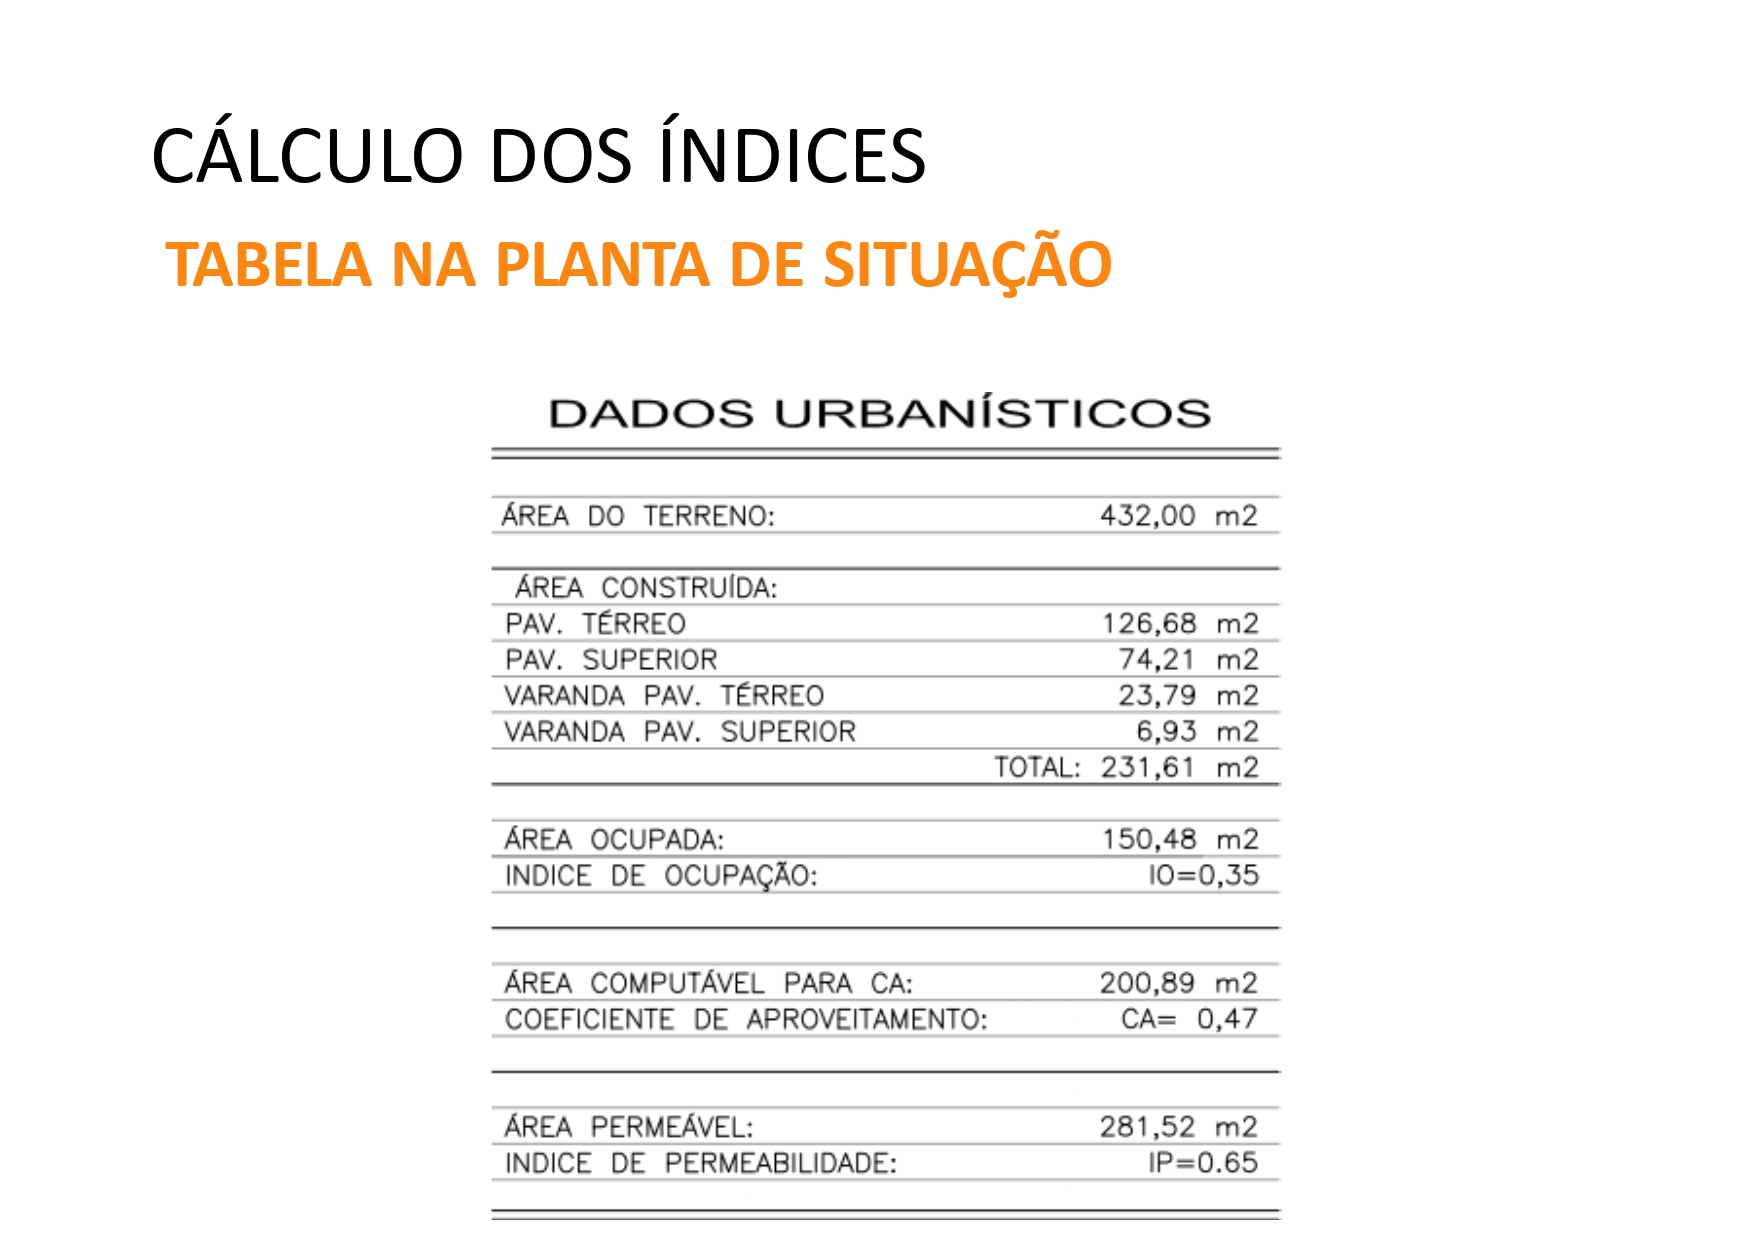 CÁLCULO DOS ÍNDICES
TABELA NA PLANTA DE SITUAÇÃO
DADOS URBANÍSTICOS
ÁREA DO TERRENO: 432,00 m2
ÁREA CONSTRUÍDA:
PAV. TÉRREO 126,68 m2
PAV. SUPERIOR 74,21 m2
VARANDA PAV. TÉRREO 23,79 m2
VARANDA PAV. SUPERIOR 6,93 m2
TOTAL: 231,61 m2
ÁREA OCUPADA: 150,48 m2
INDICE DE OCUPAÇÃO: IO=0,35
ÁREA COMPUTÁVEL PARA CA: 200,89 m2
COEFICIENTE DE APROVEITAMENTO: CA= 0,47
ÁREA PERMEÁVEL: 281,52 m2
INDICE DE PERMEABILIDADE: IP=0.65